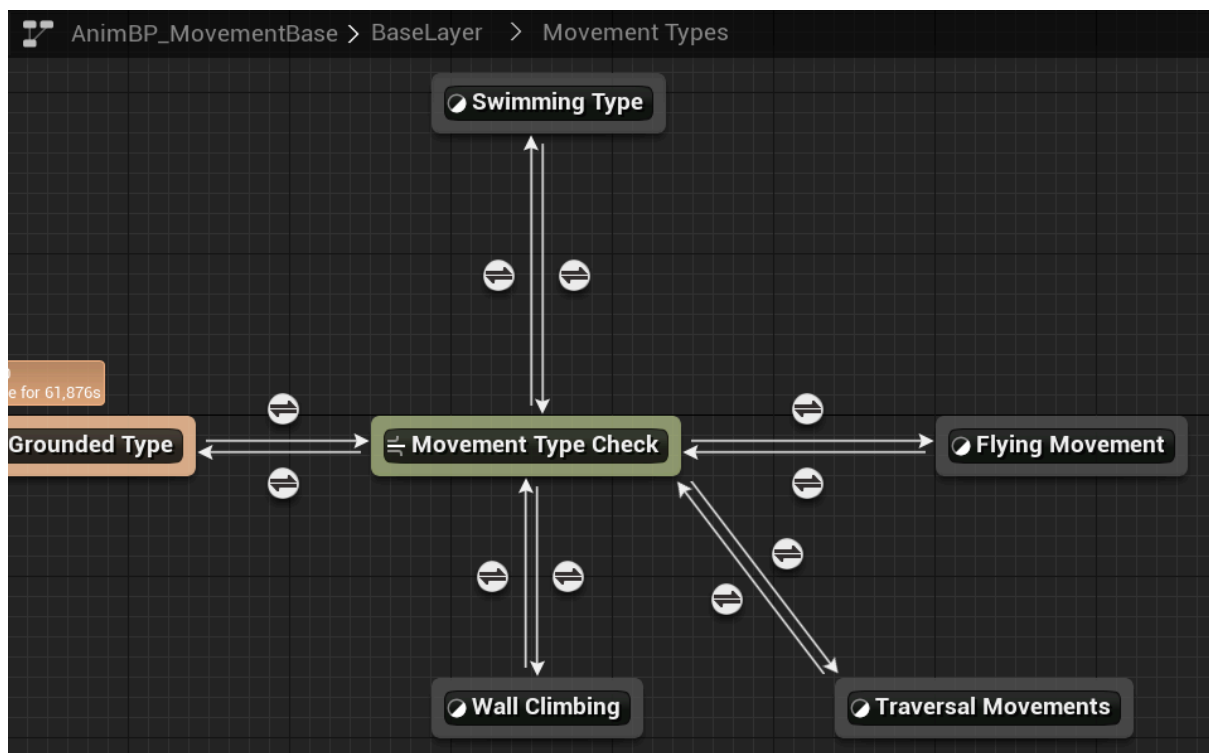 AnimBP_MovementBase > BaseLayer > Movement Types
Swimming Type
e for 61,876s
Grounded Type
Movement Type Check
Flying Movement
Wall Climbing
Traversal Movements